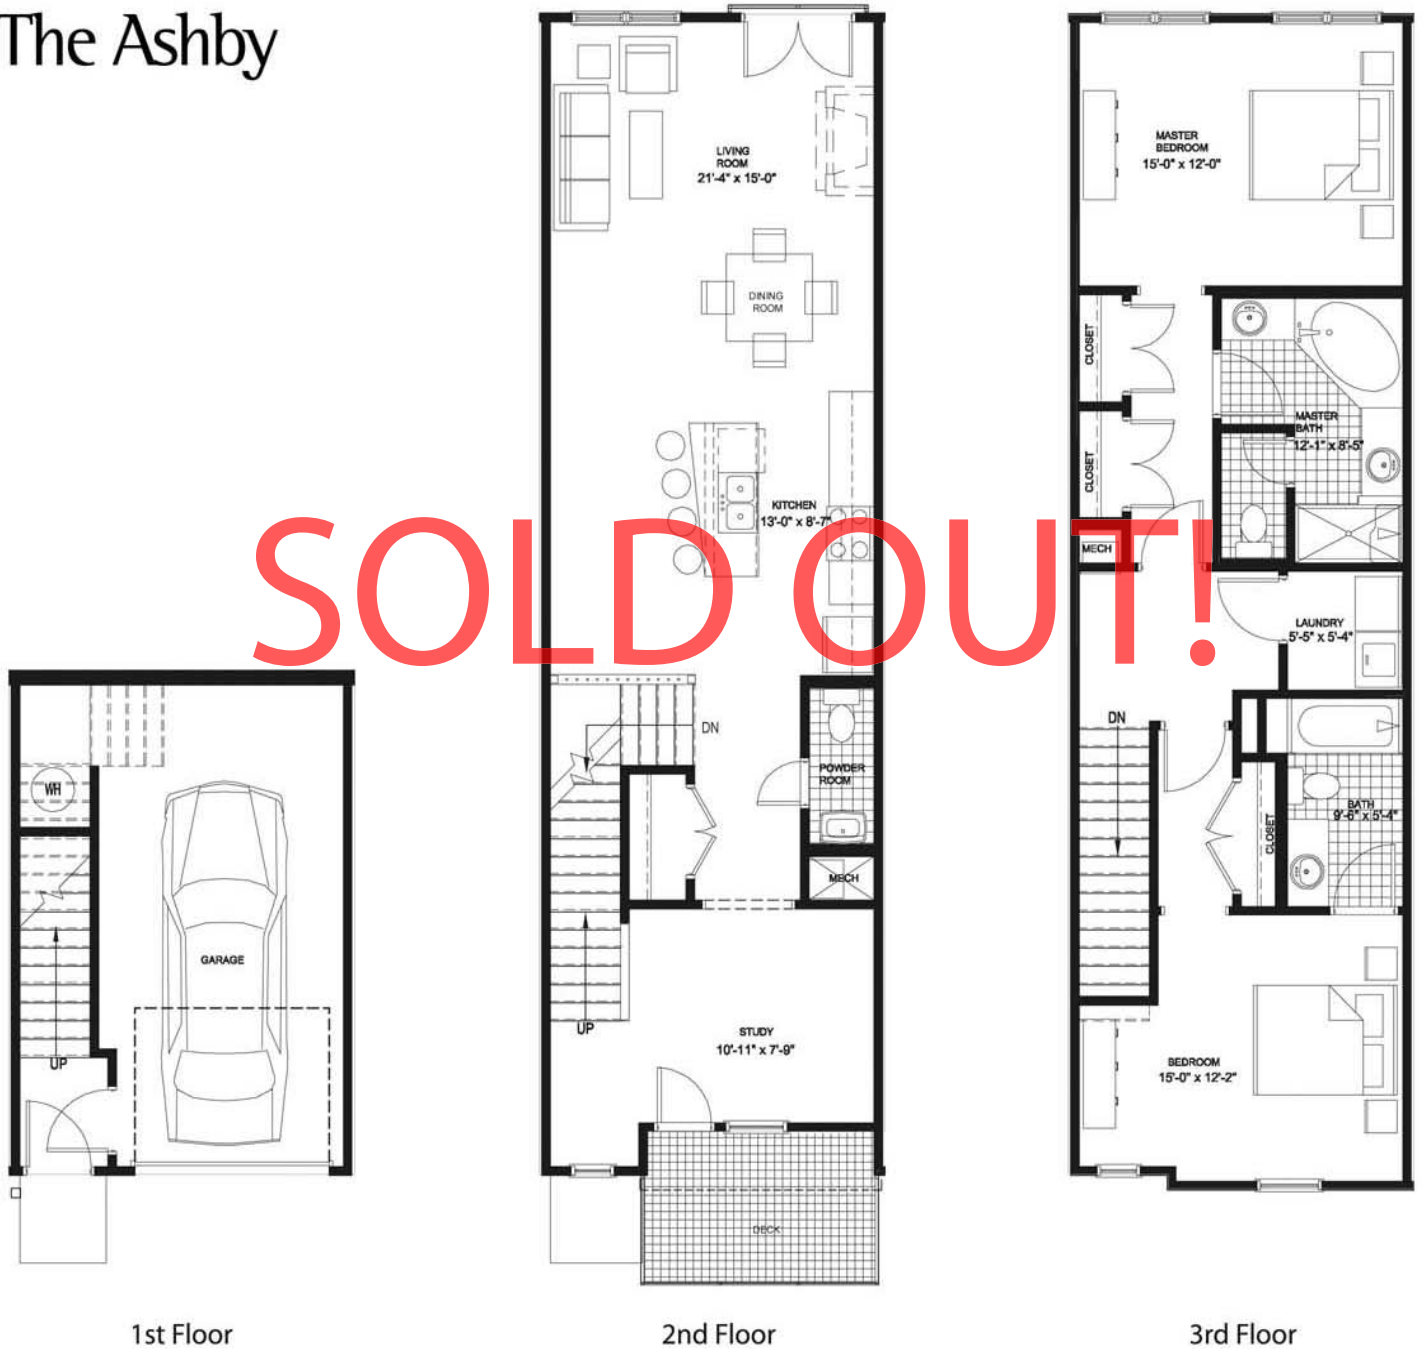 The Ashby
LIVING
ROOM
21'-4" x 15'-0"
DINING
ROOM
KITCHEN
13'-0" x 8'-7"
SOLD OUT!
DN
POWDER
ROOM
MECH
UP
STUDY
10'-11" x 7'-9"
DECK
2nd Floor
WH
GARAGE
UP
1st Floor
MASTER
BEDROOM
15'-0" x 12'-0"
CLOSET
CLOSET
MASTER
BATH
12'-1" x 8'-5"
MECH
LAUNDRY
5'-5" x 5'-4"
DN
BATH
9'-6" x 5'-4"
CLOSET
BEDROOM
15'-0" x 12'-2"
3rd Floor